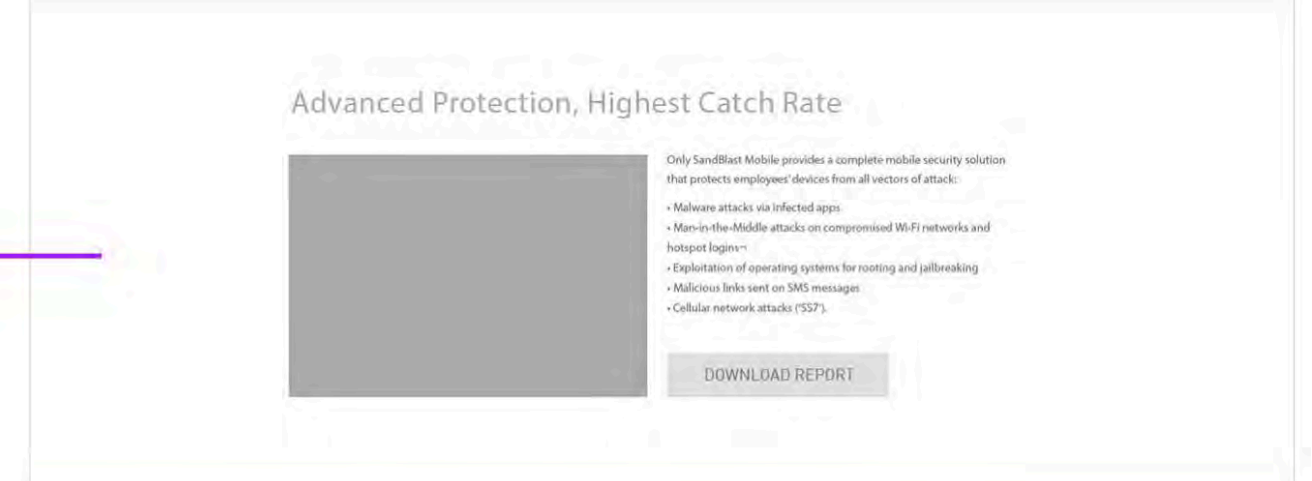 Advanced Protection, Highest Catch Rate
Only SandBlast Mobile provides a complete mobile security solution
that protects employees' devices from all vectors of attack:
• Malware attacks via infected apps
• Man-in-the-Middle attacks on compromised Wi-Fi networks and
hotspot logins¬
• Exploitation of operating systems for rooting and jailbreaking
• Malicious links sent on SMS messages
• Cellular network attacks ('SS7').
DOWNLOAD REPORT